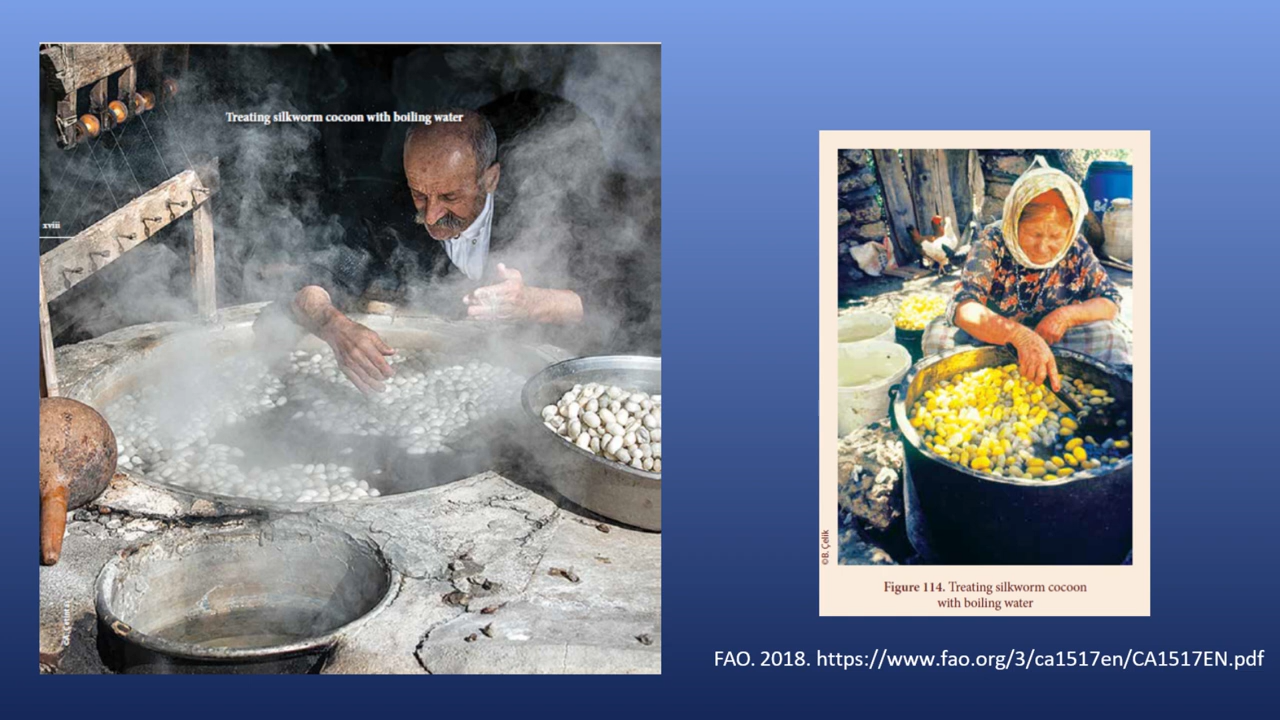 Treating silkworm cocoon with boiling water
xviii
©B. Çelik
Figure 114. Treating silkworm cocoon
with boiling water
FAO. 2018. https://www.fao.org/3/ca1517en/CA1517EN.pdf